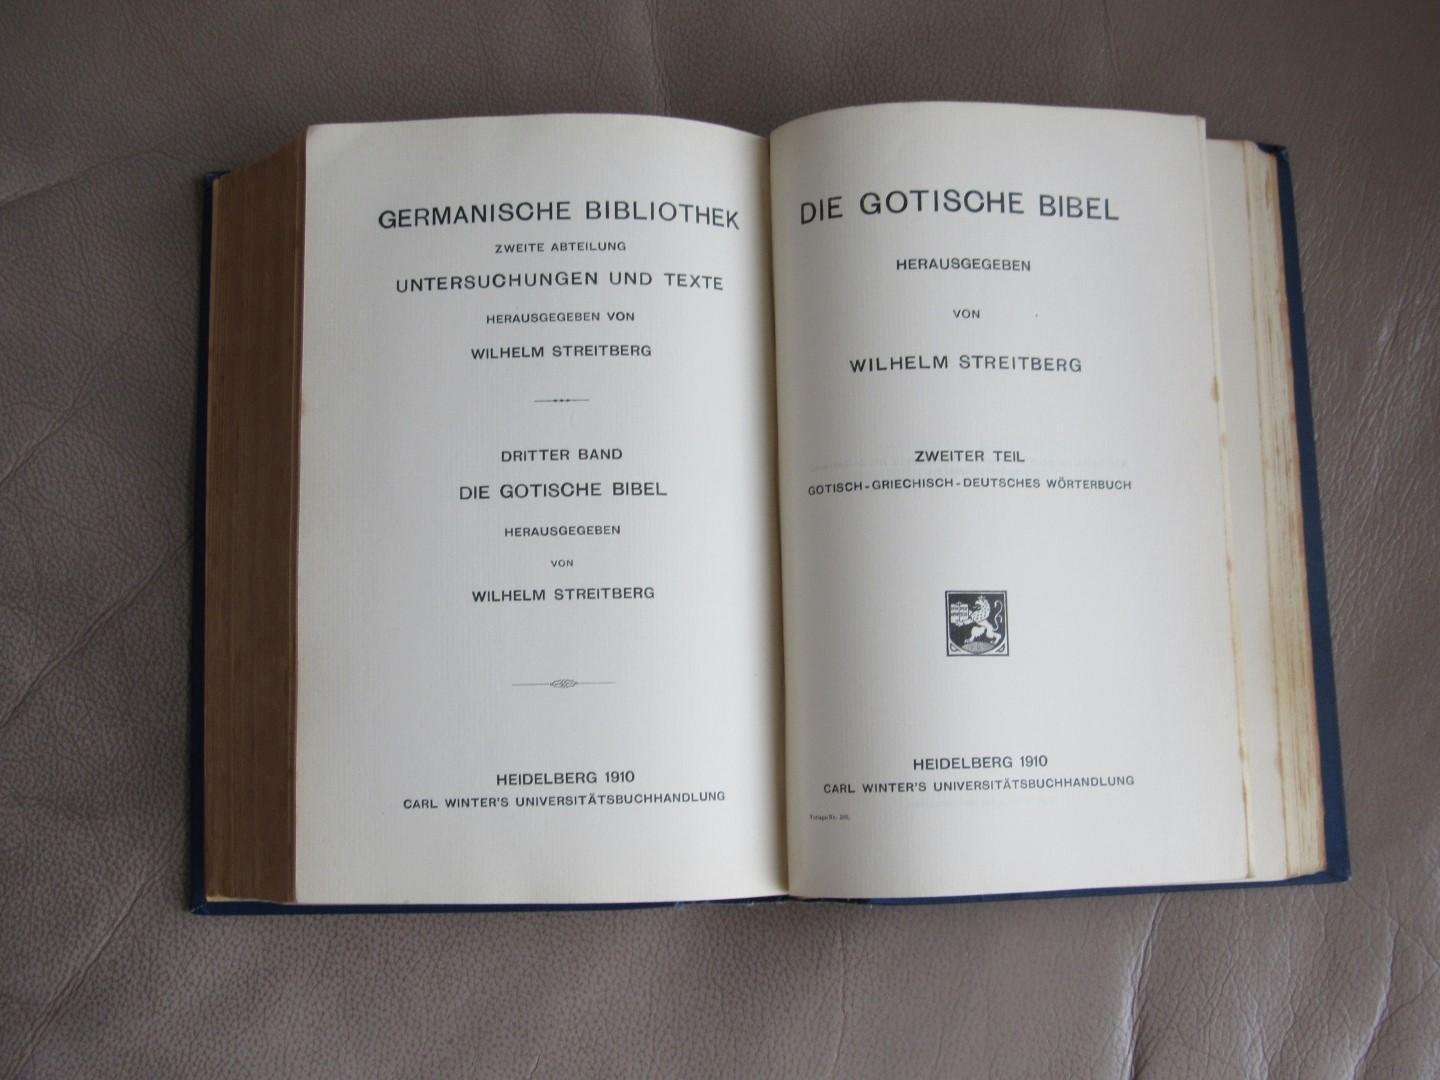 GERMANISCHE BIBLIOTHEK
ZWEITE ABTEILUNG
UNTERSUCHUNGEN UND TEXTE
HERAUSGEGEBEN VON
WILHELM STREITBERG
DRITTER BAND
DIE GOTISCHE BIBEL
HERAUSGEGEBEN
VON
WILHELM STREITBERG
HEIDELBERG 1910
CARL WINTER'S UNIVERSITÄTSBUCHHANDLUNG
DIE GOTISCHE BIBEL
HERAUSGEGEBEN
VON
WILHELM STREITBERG
ZWEITER TEIL
GOTISCH-GRIECHISCH-DEUTSCHES WÖRTERBUCH
HEIDELBERG 1910
CARL WINTER'S UNIVERSITÄTSBUCHHANDLUNG
Verlags-Nr.